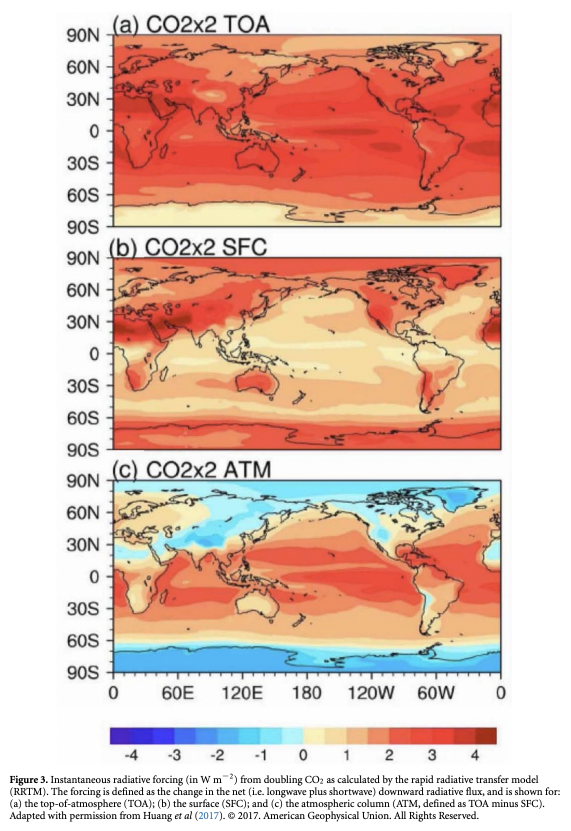 (a) CO2x2 TOA
90N
60N
30N
0
30S
60S
90S
(b) CO2x2 SFC
90N
60N
30N
0
30S
60S
90S
(c) CO2x2 ATM
90N
60N
30N
0
30S
60S
90S
0 60E 120E 180 120W 60W 0
-4 -3 -2 -1 0 1 2 3 4
Figure 3. Instantaneous radiative forcing (in W m⁻²) from doubling CO₂ as calculated by the rapid radiative transfer model
(RRTM). The forcing is defined as the change in the net (i.e. longwave plus shortwave) downward radiative flux, and is shown for:
(a) the top-of-atmosphere (TOA); (b) the surface (SFC); and (c) the atmospheric column (ATM, defined as TOA minus SFC).
Adapted with permission from Huang et al (2017). © 2017. American Geophysical Union. All Rights Reserved.